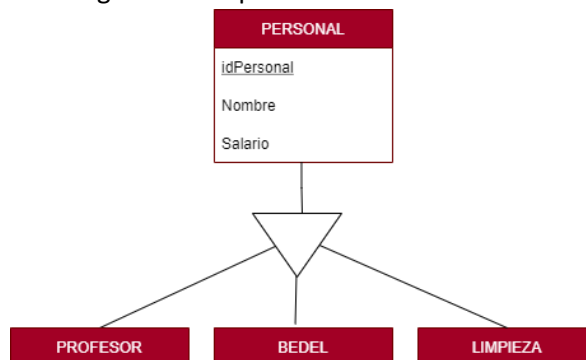 PERSONAL
idPersonal
Nombre
Salario
PROFESOR
BEDEL
LIMPIEZA